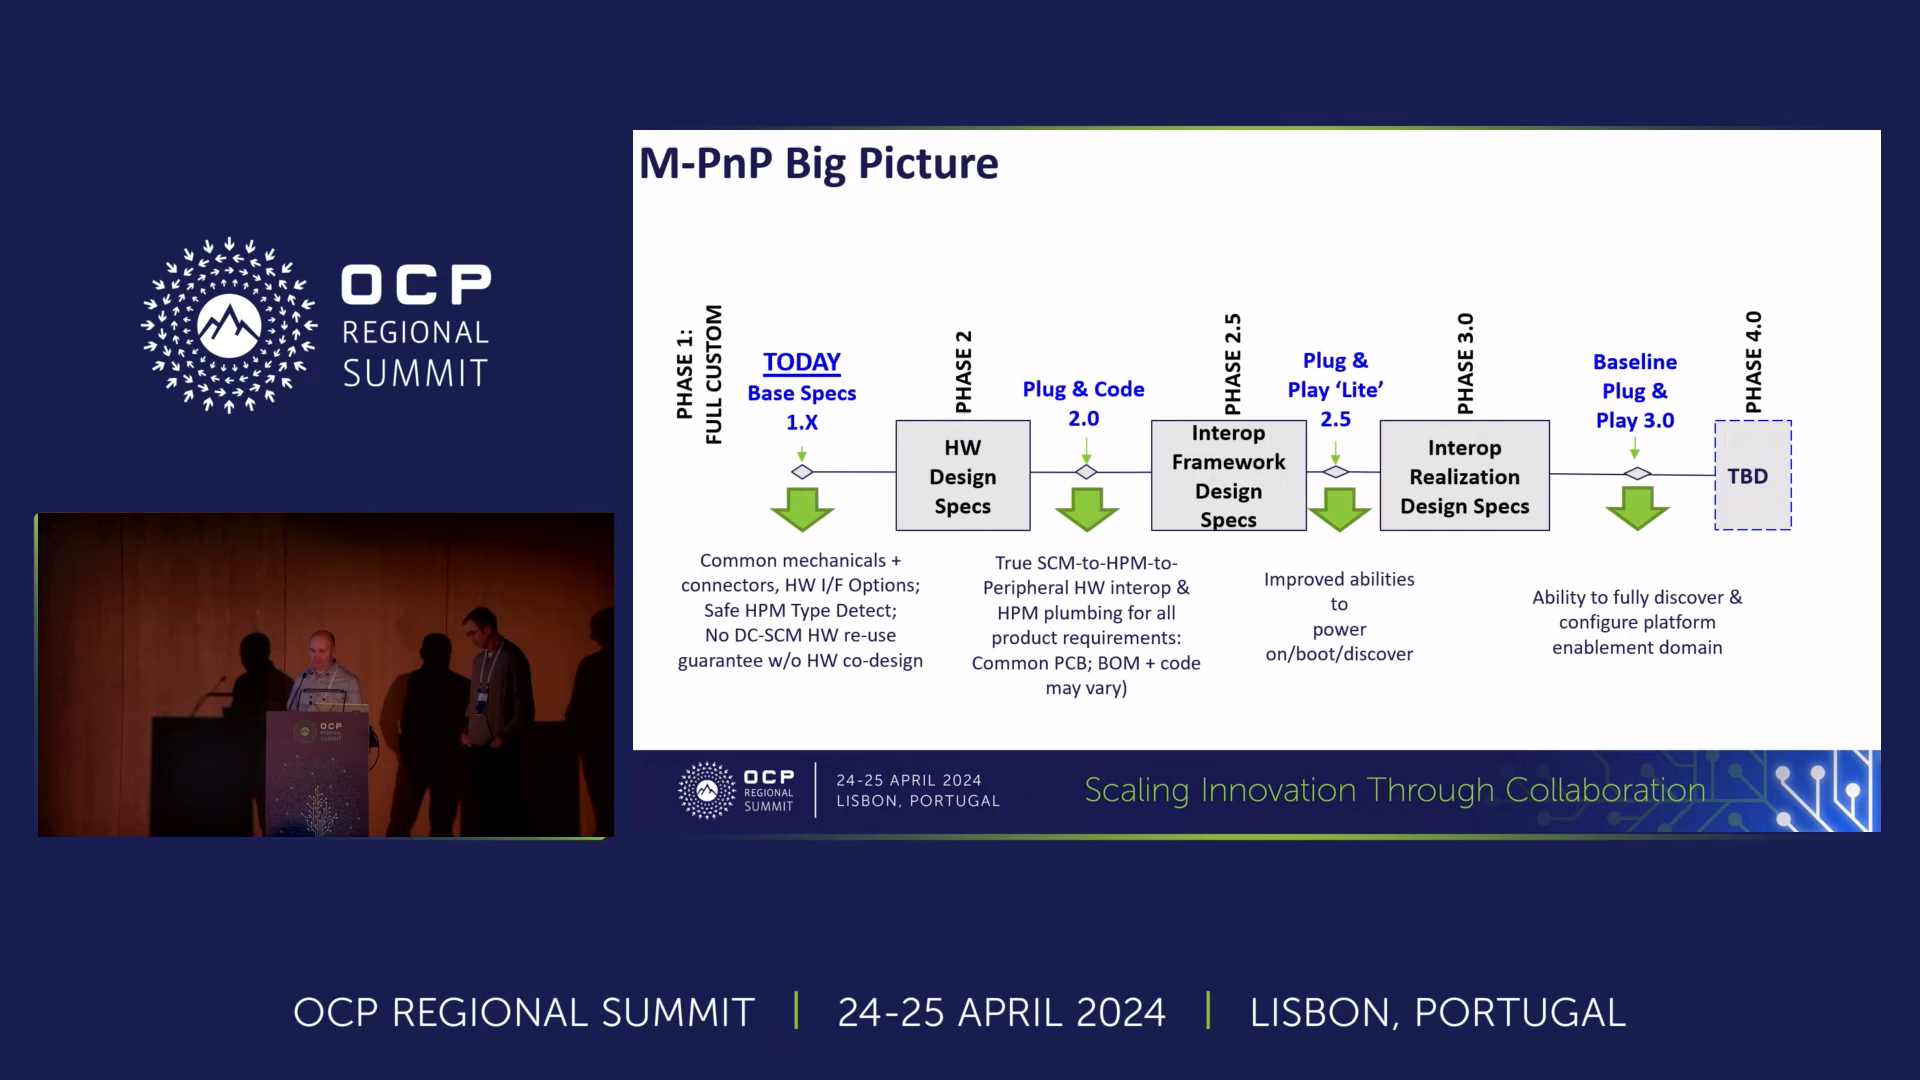 OCP
REGIONAL
SUMMIT
M-PnP Big Picture
PHASE 1:
FULL CUSTOM
TODAY
Base Specs
1.X
PHASE 2
HW
Design
Specs
Plug & Code
2.0
PHASE 2.5
Interop
Framework
Design
Specs
Plug &
Play ‘Lite’
2.5
PHASE 3.0
Interop
Realization
Design Specs
Baseline
Plug &
Play 3.0
PHASE 4.0
TBD
Common mechanicals +
connectors, HW I/F Options;
Safe HPM Type Detect;
No DC-SCM HW re-use
guarantee w/o HW co-design
True SCM-to-HPM-to-
Peripheral HW interop &
HPM plumbing for all
product requirements:
Common PCB; BOM + code
may vary)
Improved abilities
to
power
on/boot/discover
Ability to fully discover &
configure platform
enablement domain
OCP
REGIONAL
SUMMIT
OCP
REGIONAL
SUMMIT
24-25 APRIL 2024
LISBON, PORTUGAL
Scaling Innovation Through Collaboration
OCP REGIONAL SUMMIT | 24-25 APRIL 2024 | LISBON, PORTUGAL